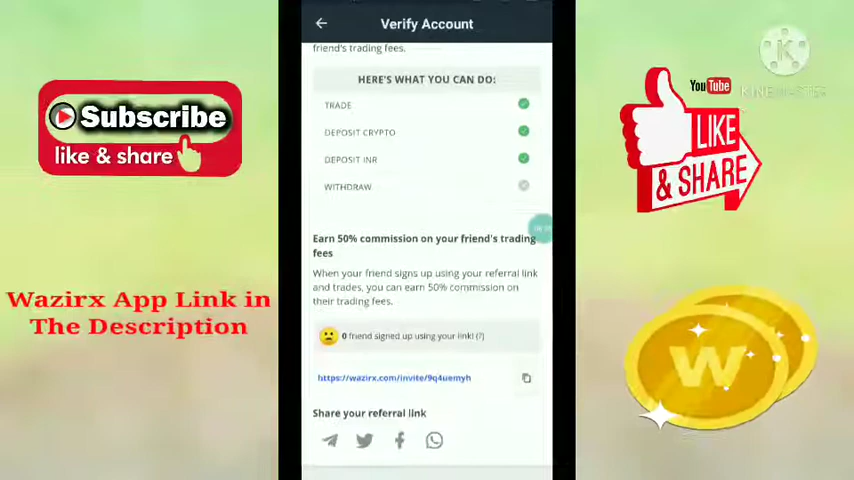 Verify Account
friend's trading fees.
HERE'S WHAT YOU CAN DO:
TRADE
DEPOSIT CRYPTO
DEPOSIT INR
WITHDRAW
Earn 50% commission on your friend's trading
fees
When your friend signs up using your referral link
and trades, you can earn 50% commission on
their trading fees.
0 friend signed up using your link! (?)
https://wazirx.com/invite/9q4uemyh
Share your referral link
Subscribe
like & share
Wazirx App Link in
The Description
YouTube
LIKE
& SHARE
K
KINEMASTER
W